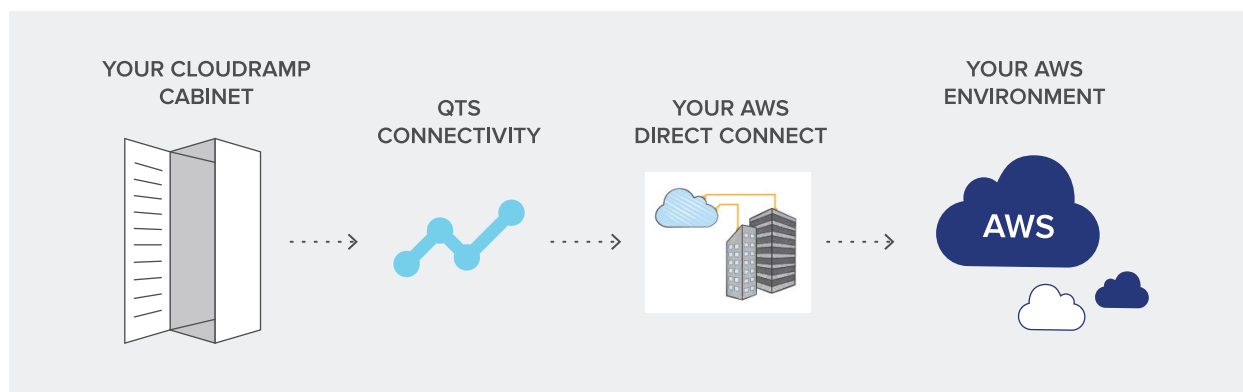 YOUR CLOUDRAMP
CABINET
QTS
CONNECTIVITY
YOUR AWS
DIRECT CONNECT
YOUR AWS
ENVIRONMENT
AWS